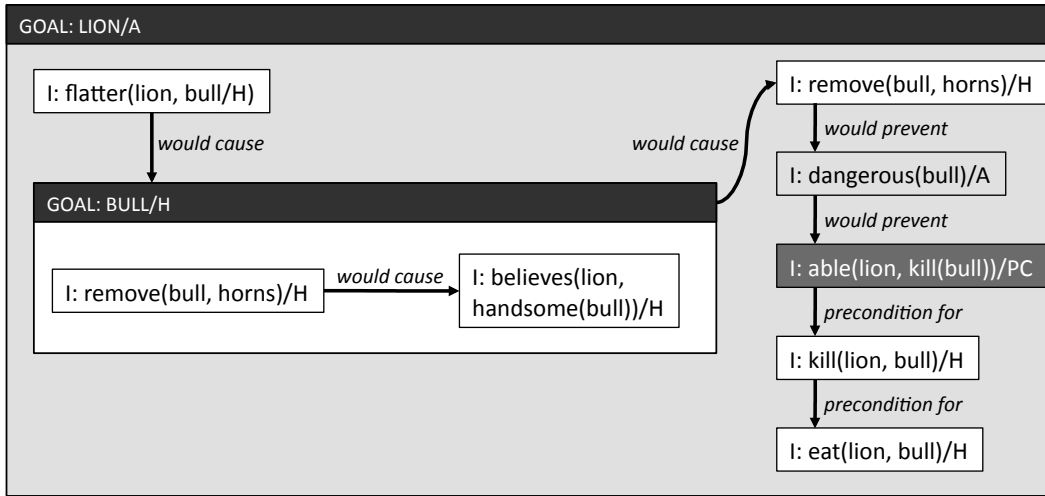 GOAL: LION/A
I: flatter(lion, bull/H)
would cause
GOAL: BULL/H
I: remove(bull, horns)/H
would cause
I: believes(lion,
handsome(bull))/H
would cause
I: remove(bull, horns)/H
would prevent
I: dangerous(bull)/A
would prevent
I: able(lion, kill(bull))/PC
precondition for
I: kill(lion, bull)/H
precondition for
I: eat(lion, bull)/H